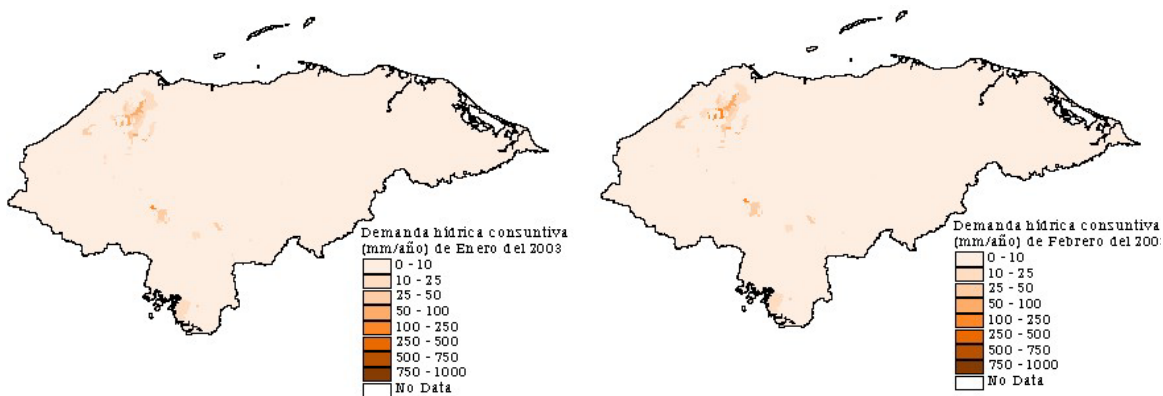 Demanda hídrica consuntiva
(mm/año) de Enero del 2003
0 - 10
10 - 25
25 - 50
50 - 100
100 - 250
250 - 500
500 - 750
750 - 1000
No Data
Demanda hídrica consuntiva
(mm/año) de Febrero del 200
0 - 10
10 - 25
25 - 50
50 - 100
100 - 250
250 - 500
500 - 750
750 - 1000
No Data